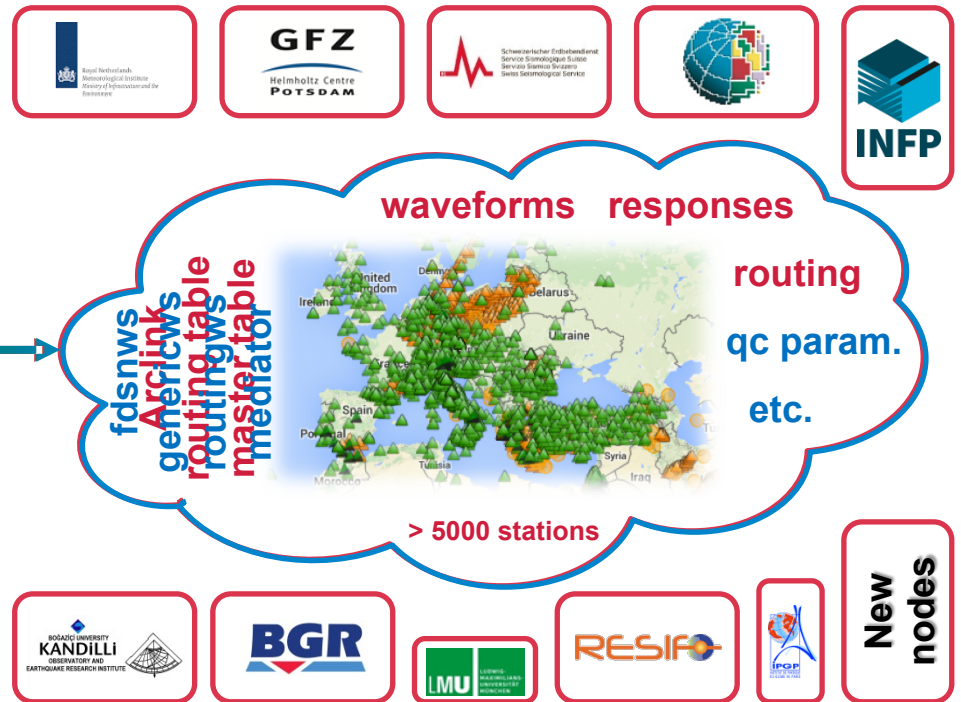 Royal Netherlands
Meteorological Institute
Ministry of Infrastructure and the
Environment
GFZ
Helmholtz Centre
POTSDAM
Schweizerischer Erdbebendienst
Service Sismologique Suisse
Servizio Sismico Svizzero
Swiss Seismological Service
INFP
waveforms responses
routing
qc param.
etc.
fdsnws
Arclink
genericws
routing table
routingws
master table
mediator
United
Ireland
Belarus
Ukraine
Spain
Tunisia
Syria
Iraq
Morocco
> 5000 stations
BOĞAZİÇİ UNIVERSITY
KANDİLLİ
OBSERVATORY AND
EARTHQUAKE RESEARCH INSTITUTE
BGR
LMU
LUDWIG-
MAXIMILIANS-
UNIVERSITÄT
MÜNCHEN
RESIF
IPGP
New
nodes